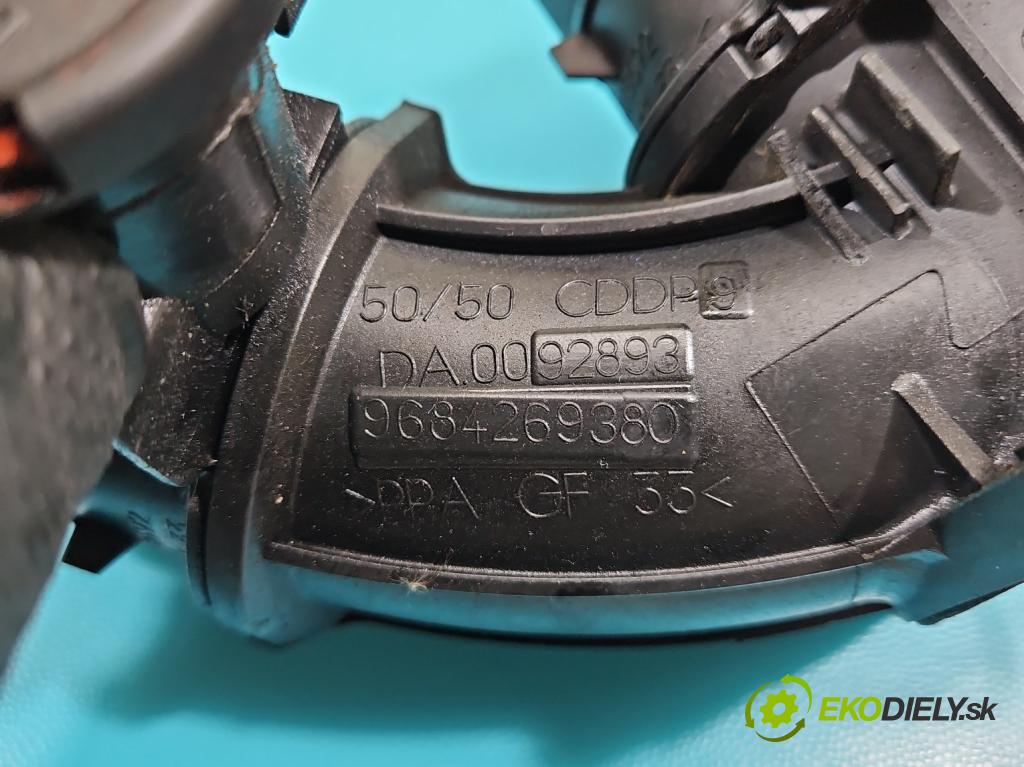 50/50 CDDP9
DA.0092893
9684269380
>PPA GF 33<
EKODIELY.sk